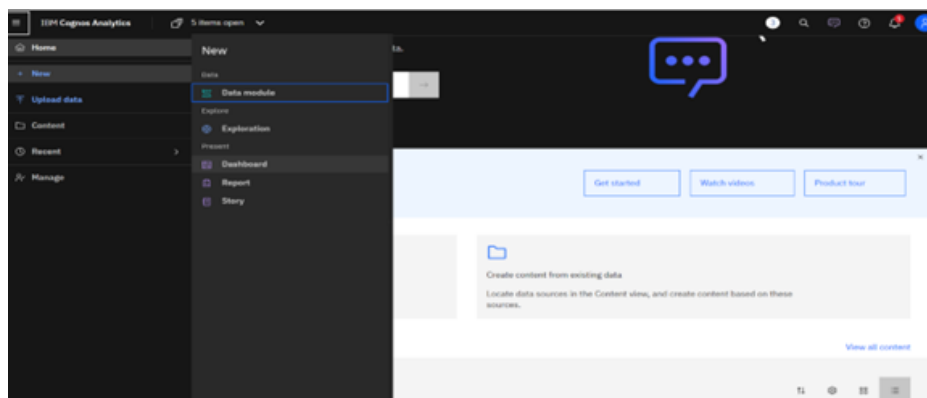 IBM Cognos Analytics
5 items open
Home
New
Upload data
Content
Recent
Manage
New
Data
Data module
Explore
Exploration
Present
Dashboard
Report
Story
ta.
Get started
Watch videos
Product tour
Create content from existing data
Locate data sources in the Content view, and create content based on these
sources.
View all content